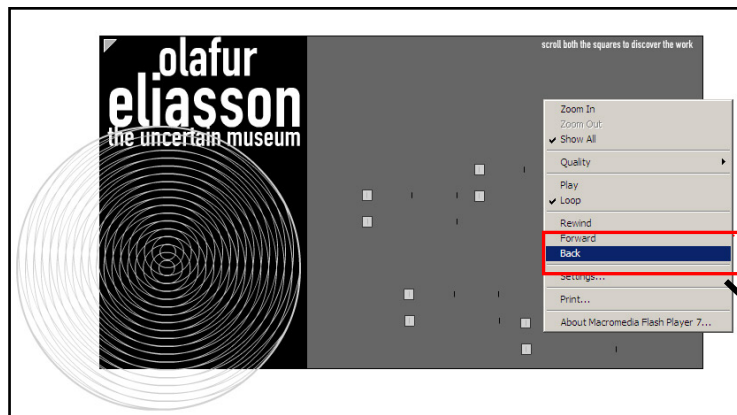 olafur
eliasson
the uncertain museum
scroll both the squares to discover the work
Zoom In
Zoom Out
Show All
Quality
Play
Loop
Rewind
Forward
Back
Settings...
Print...
About Macromedia Flash Player 7...